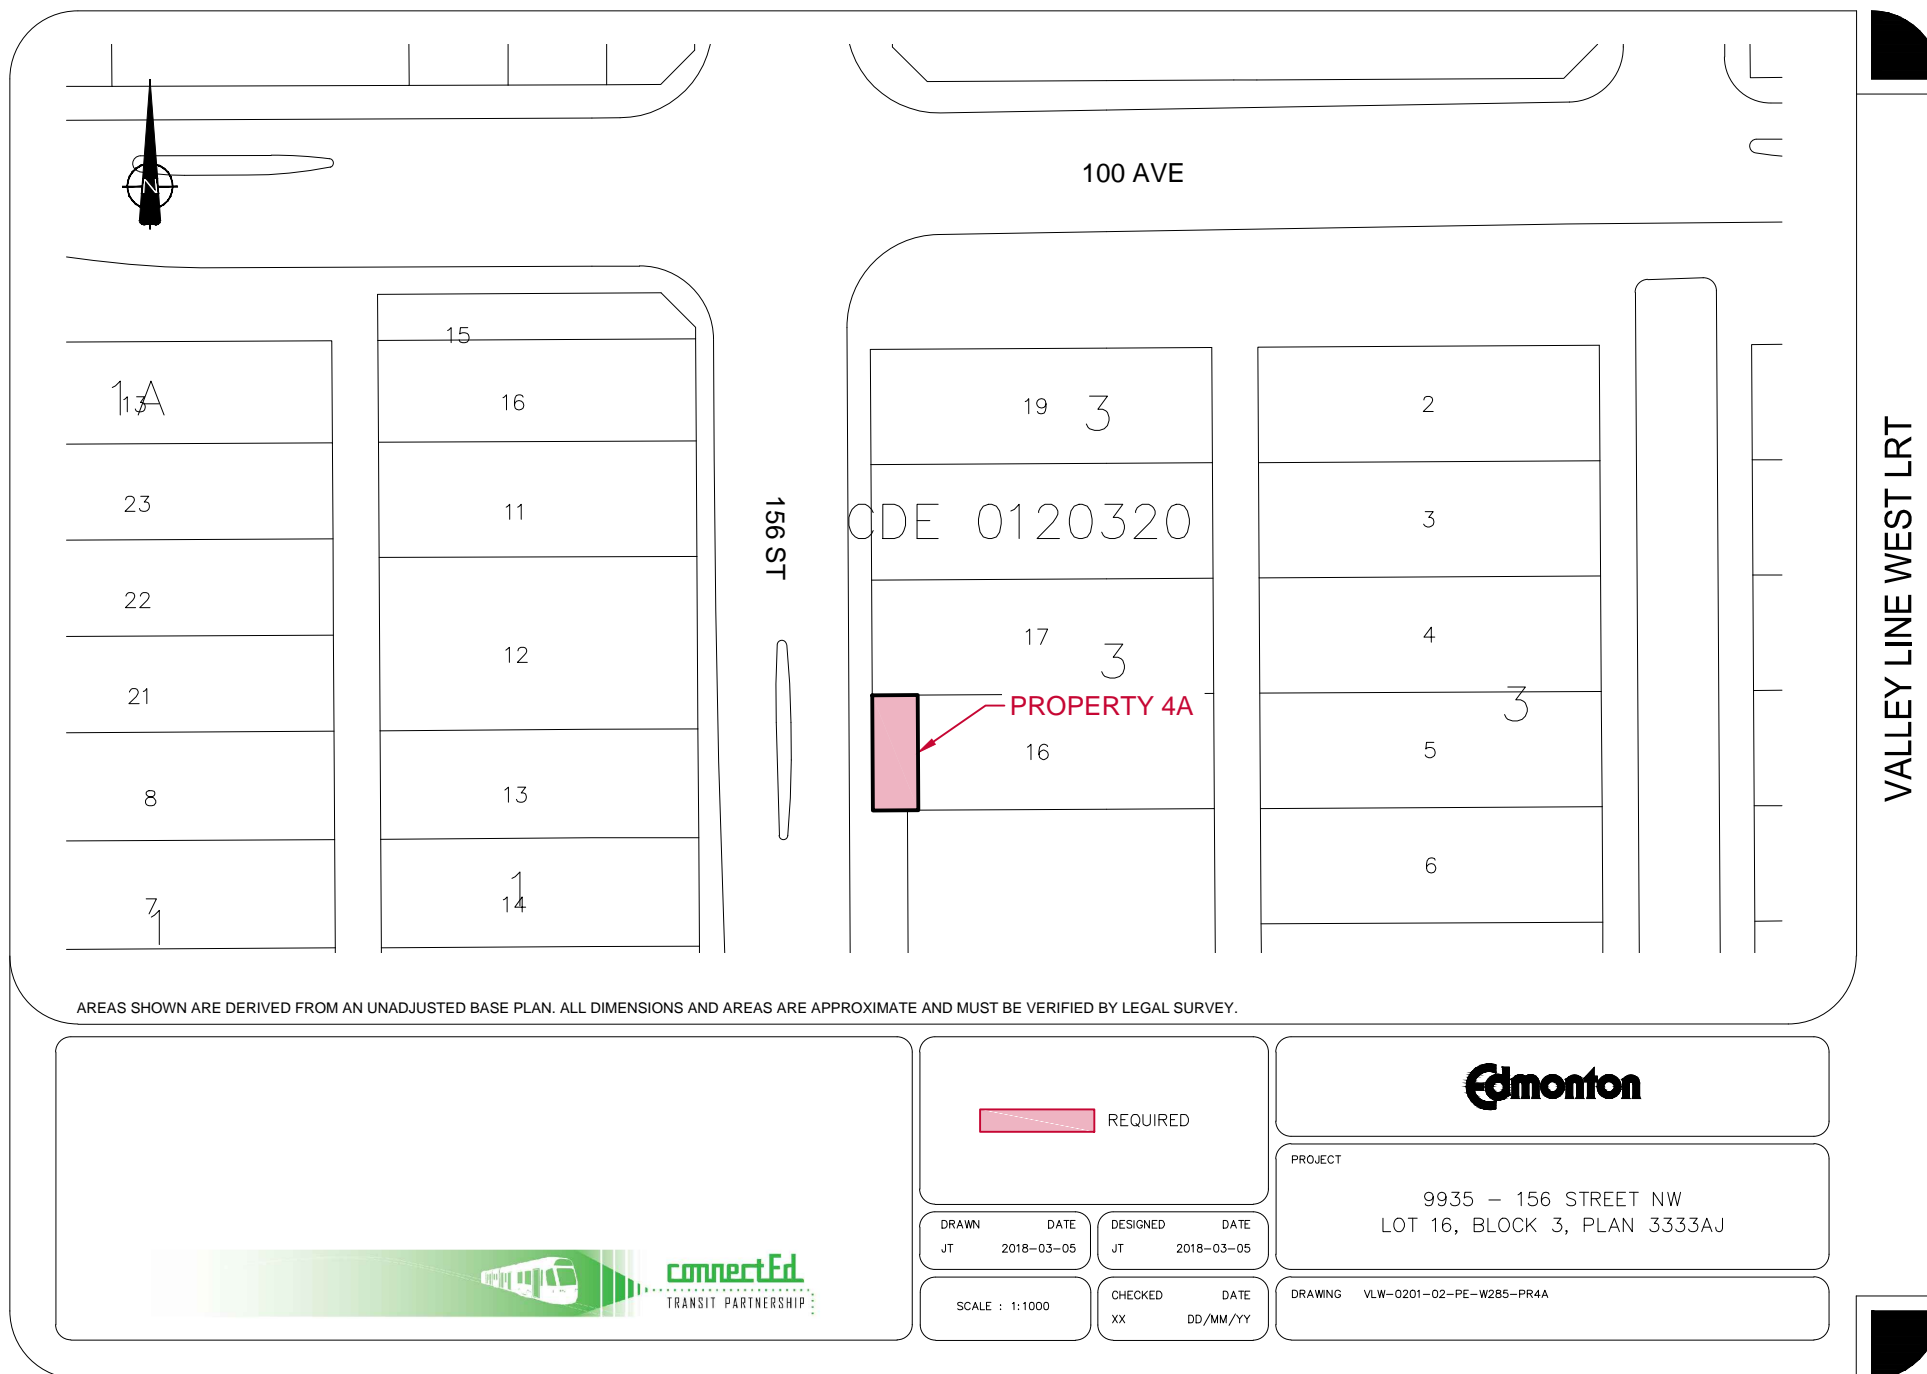 N
100 AVE
15
1A
13
16
19
3
2
23
11
156 ST
CDE 0120320
3
22
12
17
3
4
21
PROPERTY 4A
3
16
5
8
13
6
7
1
1
14
VALLEY LINE WEST LRT
AREAS SHOWN ARE DERIVED FROM AN UNADJUSTED BASE PLAN. ALL DIMENSIONS AND AREAS ARE APPROXIMATE AND MUST BE VERIFIED BY LEGAL SURVEY.
connectEd
TRANSIT PARTNERSHIP
REQUIRED
DRAWN DATE
JT 2018-03-05
DESIGNED DATE
JT 2018-03-05
SCALE : 1:1000
CHECKED DATE
XX DD/MM/YY
Edmonton
PROJECT
9935 - 156 STREET NW
LOT 16, BLOCK 3, PLAN 3333AJ
DRAWING VLW-0201-02-PE-W285-PR4A